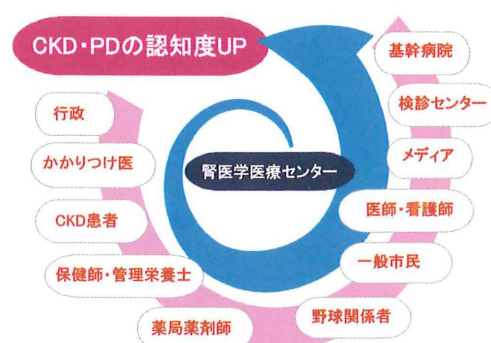 CKD・PDの認知度UP
基幹病院
検診センター
行政
メディア
かかりつけ医
腎医学医療センター
医師・看護師
CKD患者
一般市民
保健師・管理栄養士
野球関係者
薬局薬剤師